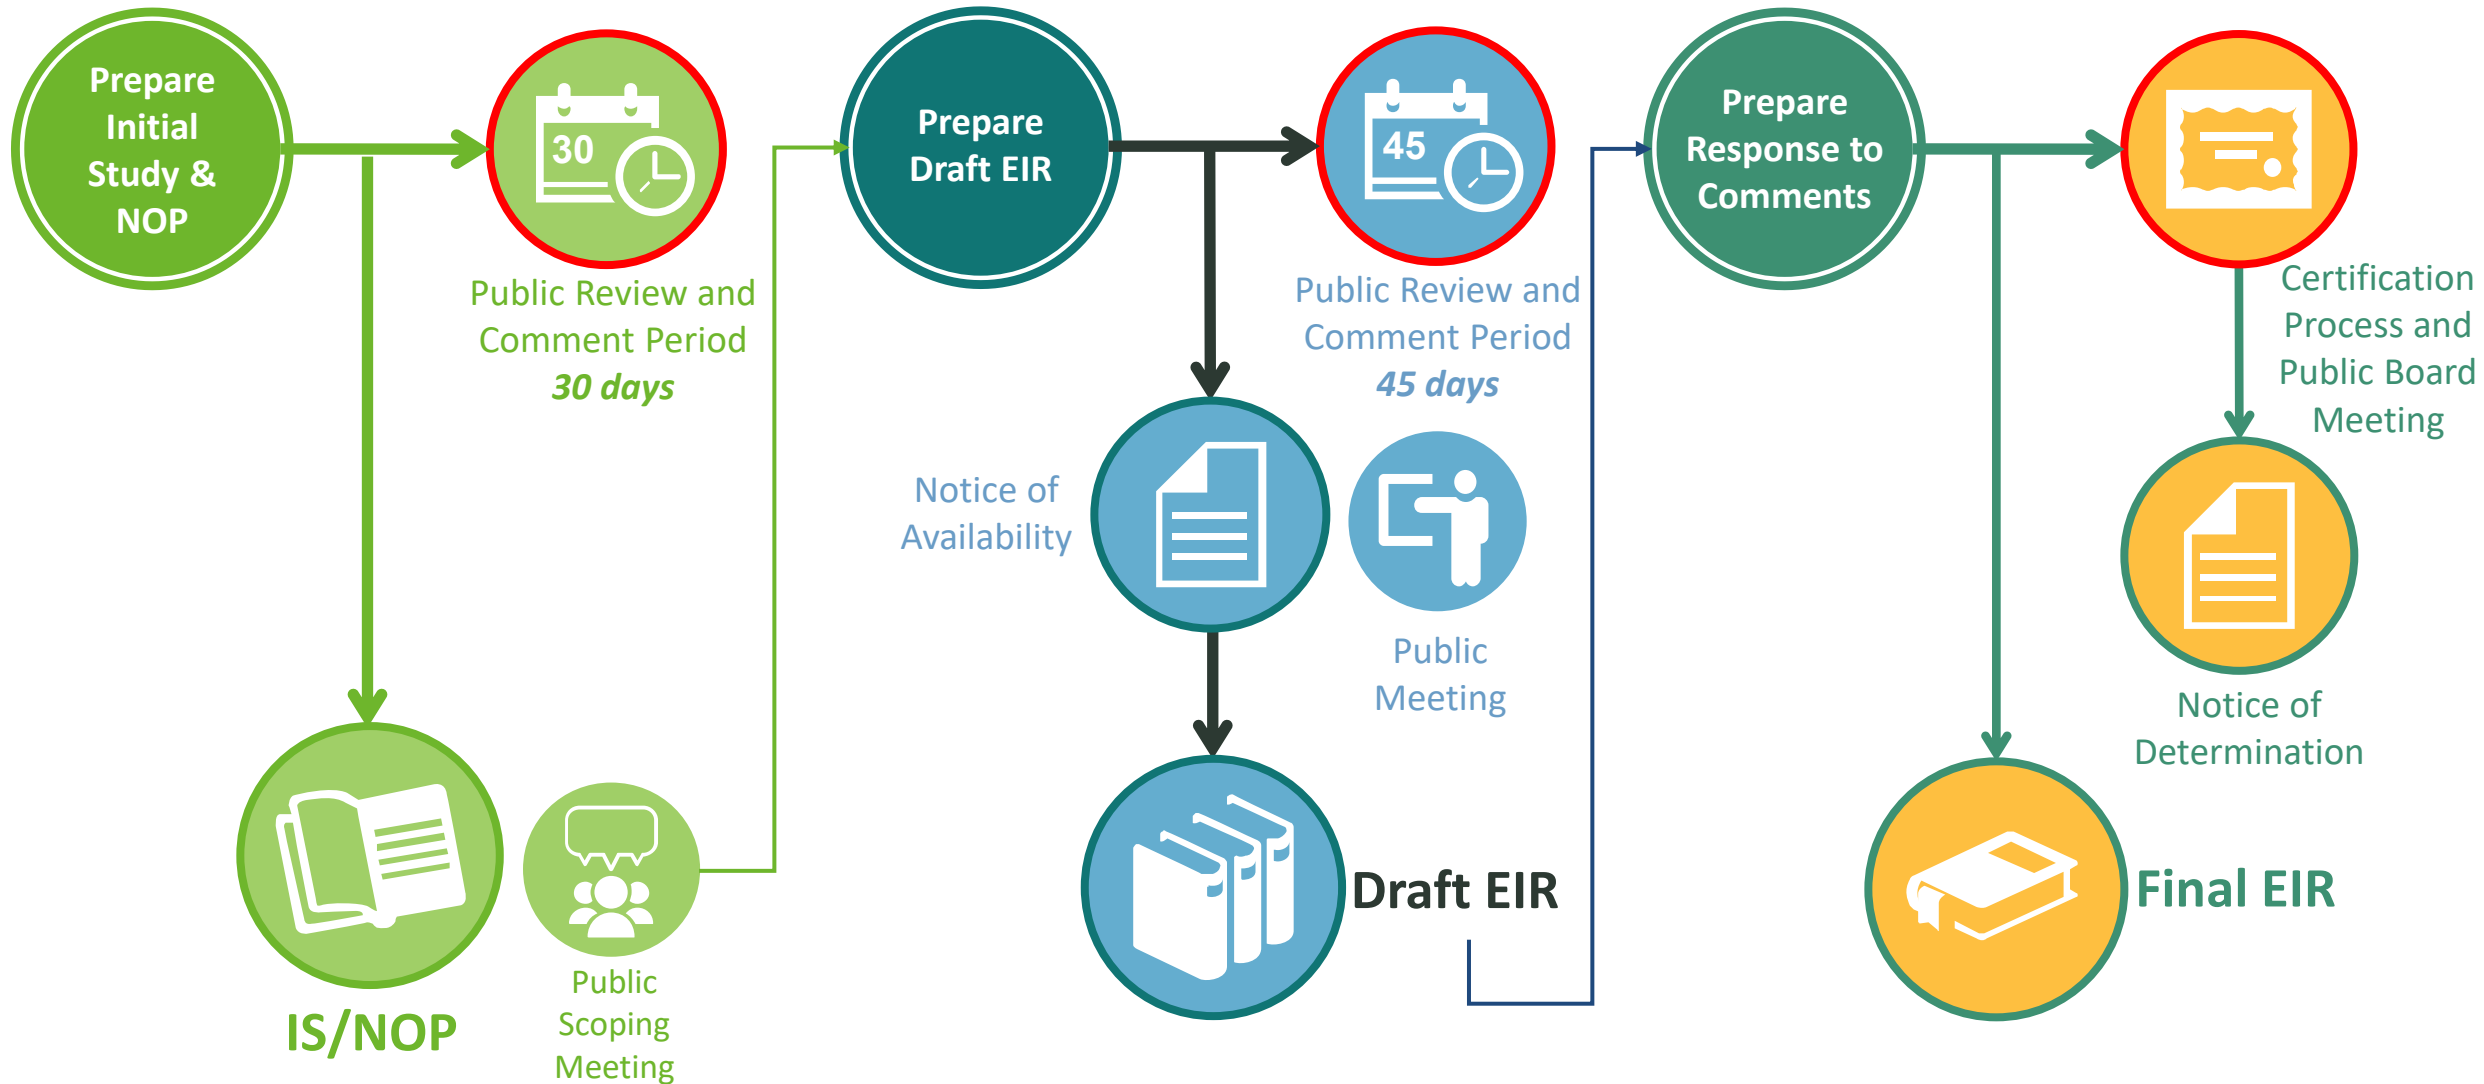 Prepare
Initial
Study &
NOP
30
Public Review and
Comment Period
30 days
IS/NOP
Public
Scoping
Meeting
Prepare
Draft EIR
45
Public Review and
Comment Period
45 days
Notice of
Availability
Public
Meeting
Draft EIR
Prepare
Response to
Comments
Certification
Process and
Public Board
Meeting
Notice of
Determination
Final EIR